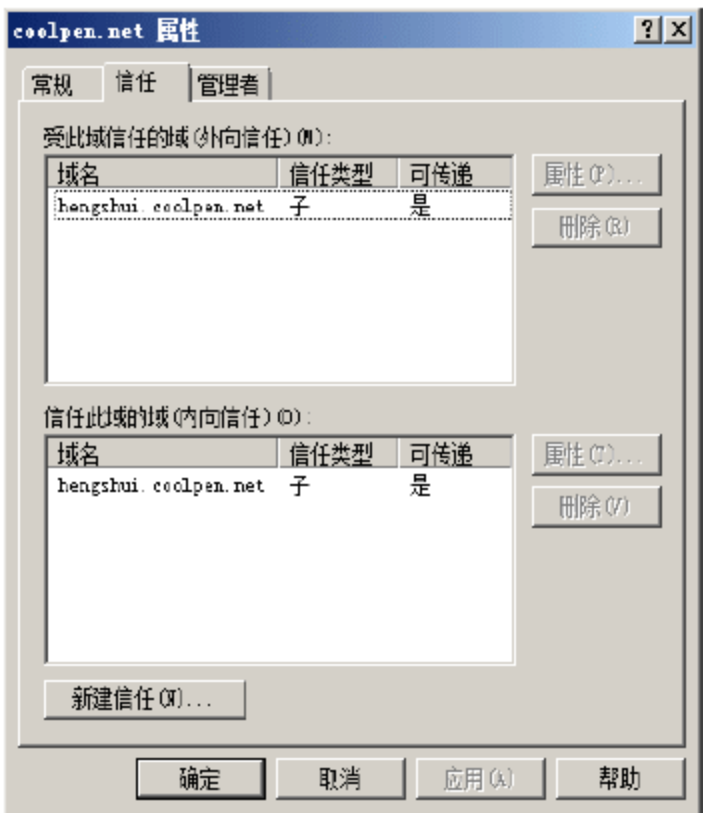 coolpen.net 属性
常规 信任 管理者
受此域信任的域(外向信任)(N):
域名 信任类型 可传递
hengshui.coolpen.net 子 是
属性(P)...
删除(R)
信任此域的域(内向信任)(O):
域名 信任类型 可传递
hengshui.coolpen.net 子 是
属性(T)...
删除(V)
新建信任(W)...
确定 取消 应用(A) 帮助